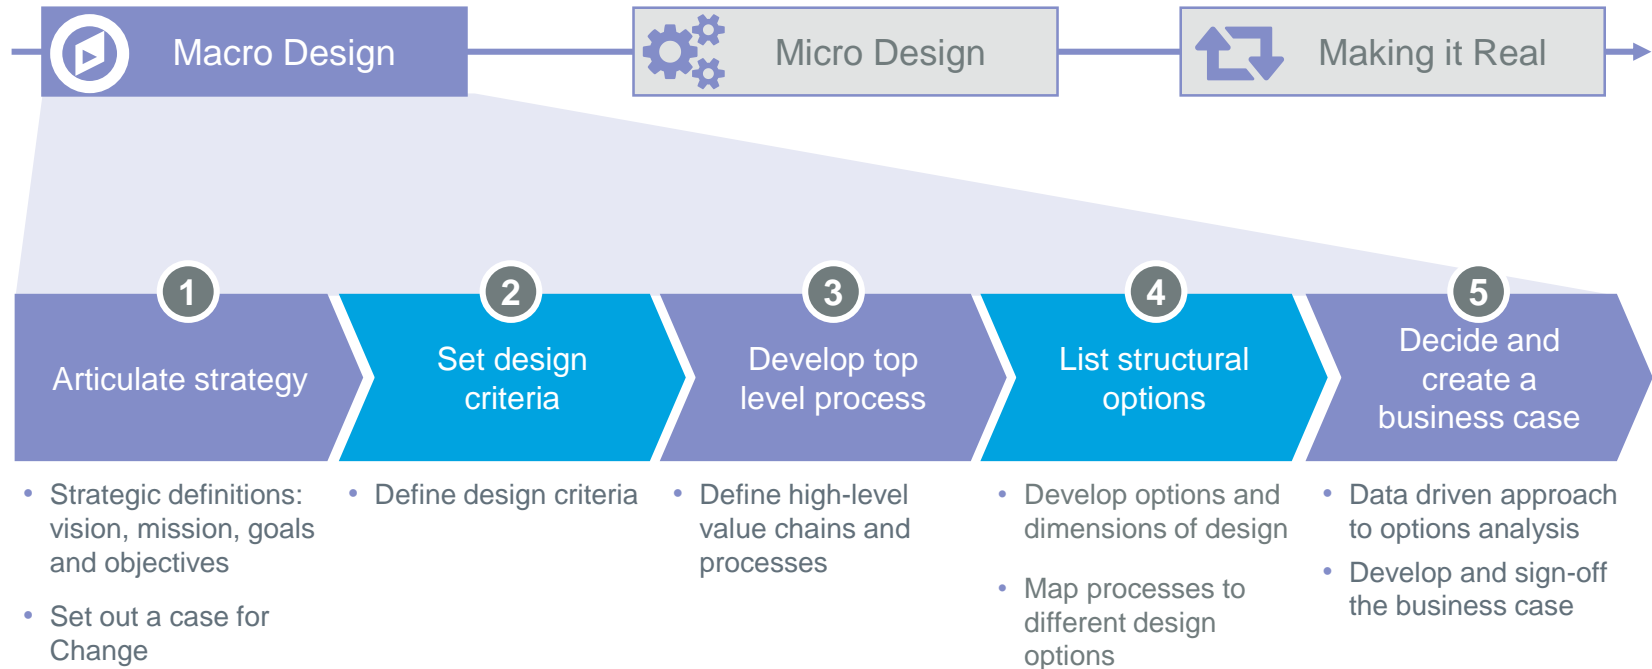 Macro Design
Micro Design
Making it Real
1
Articulate strategy
• Strategic definitions:
vision, mission, goals
and objectives
• Set out a case for
Change
2
Set design
criteria
• Define design criteria
3
Develop top
level process
• Define high-level
value chains and
processes
4
List structural
options
• Develop options and
dimensions of design
• Map processes to
different design
options
5
Decide and
create a
business case
• Data driven approach
to options analysis
• Develop and sign-off
the business case